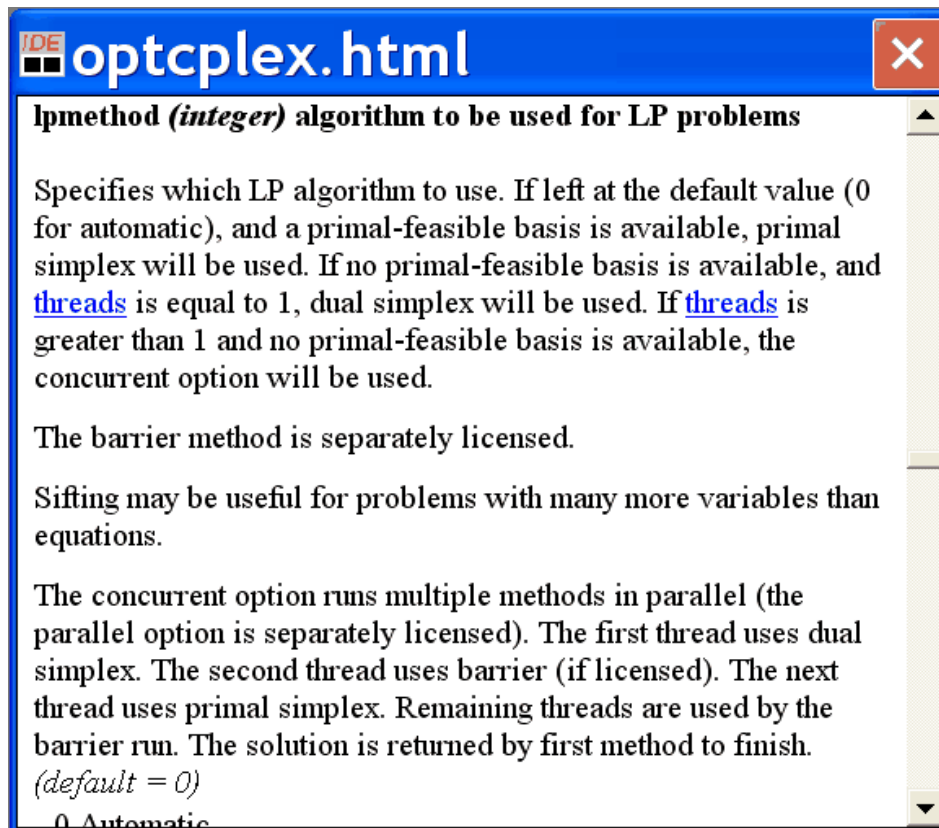 IDE
optcplex.html
lpmethod (integer) algorithm to be used for LP problems
Specifies which LP algorithm to use. If left at the default value (0
for automatic), and a primal-feasible basis is available, primal
simplex will be used. If no primal-feasible basis is available, and
threads is equal to 1, dual simplex will be used. If threads is
greater than 1 and no primal-feasible basis is available, the
concurrent option will be used.
The barrier method is separately licensed.
Sifting may be useful for problems with many more variables than
equations.
The concurrent option runs multiple methods in parallel (the
parallel option is separately licensed). The first thread uses dual
simplex. The second thread uses barrier (if licensed). The next
thread uses primal simplex. Remaining threads are used by the
barrier run. The solution is returned by first method to finish.
(default = 0)
0 Automatic